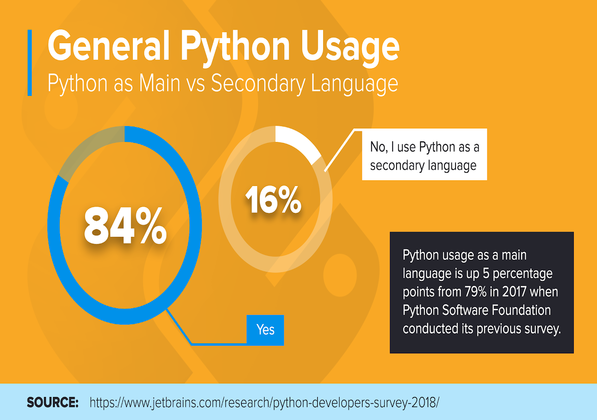 General Python Usage
Python as Main vs Secondary Language
84%
16%
No, I use Python as a
secondary language
Yes
Python usage as a main
language is up 5 percentage
points from 79% in 2017 when
Python Software Foundation
conducted its previous survey.
SOURCE: https://www.jetbrains.com/research/python-developers-survey-2018/